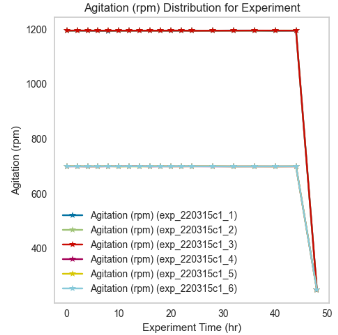 Agitation (rpm) Distribution for Experiment
1200
1000
800
600
400
Agitation (rpm)
Agitation (rpm) (exp_220315c1_1)
Agitation (rpm) (exp_220315c1_2)
Agitation (rpm) (exp_220315c1_3)
Agitation (rpm) (exp_220315c1_4)
Agitation (rpm) (exp_220315c1_5)
Agitation (rpm) (exp_220315c1_6)
0 10 20 30 40 50
Experiment Time (hr)